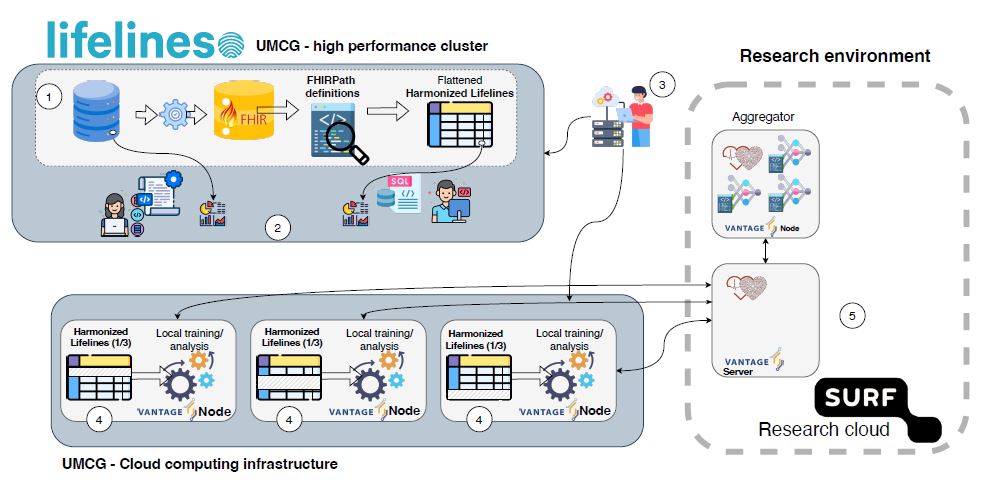 lifelines
UMCG - high performance cluster
Research environment
1
FHIR
FHIRPath
definitions
Flattened
Harmonized Lifelines
3
Aggregator
SQL
2
VANTAGE Node
Harmonized
Lifelines (1/3)
Local training/
analysis
VANTAGE Node
4
Harmonized
Lifelines (1/3)
Local training/
analysis
VANTAGE Node
4
Harmonized
Lifelines (1/3)
Local training/
analysis
VANTAGE Node
4
VANTAGE
Server
5
SURF
Research cloud
UMCG - Cloud computing infrastructure